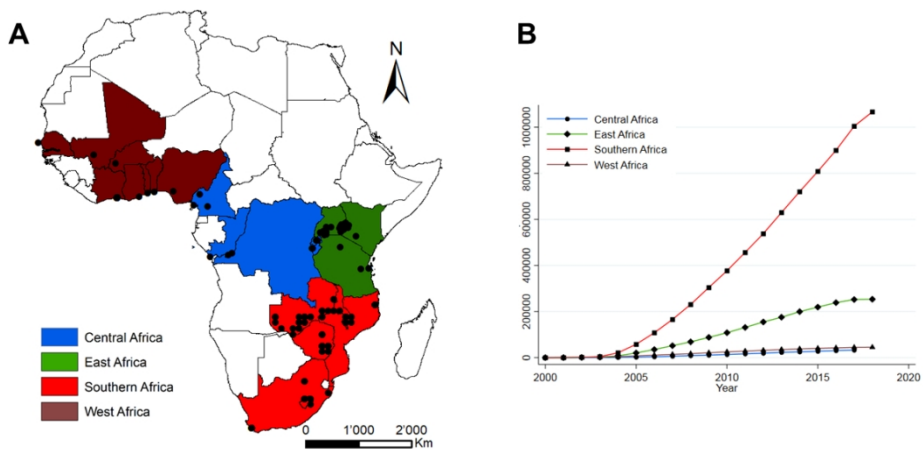 A
N
Central Africa
East Africa
Southern Africa
West Africa
0 1'000 2'000
Km
B
Central Africa
East Africa
Southern Africa
West Africa
1000000
800000
600000
400000
200000
0
2000 2005 2010 2015 2020
Year